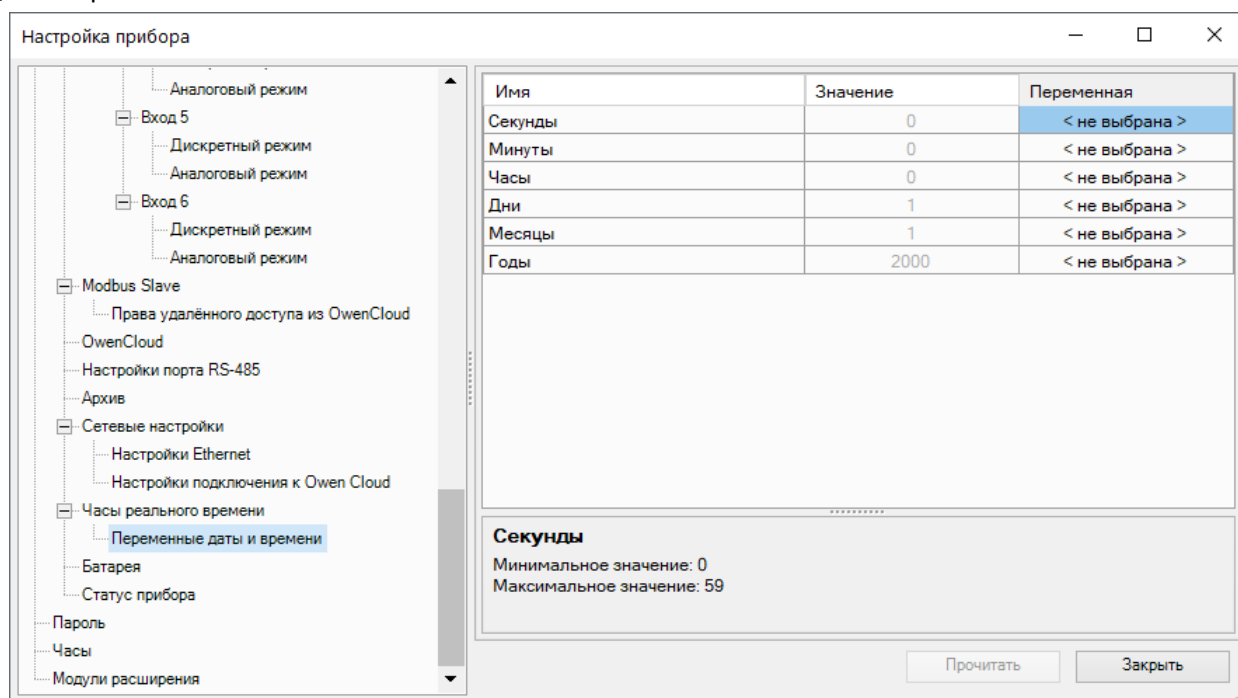 Настройка прибора
Аналоговый режим
Вход 5
Дискретный режим
Аналоговый режим
Вход 6
Дискретный режим
Аналоговый режим
Modbus Slave
Права удалённого доступа из OwenCloud
OwenCloud
Настройки порта RS-485
Архив
Сетевые настройки
Настройки Ethernet
Настройки подключения к Owen Cloud
Часы реального времени
Переменные даты и времени
Батарея
Статус прибора
Пароль
Часы
Модули расширения
Имя Значение Переменная
Секунды 0 < не выбрана >
Минуты 0 < не выбрана >
Часы 0 < не выбрана >
Дни 1 < не выбрана >
Месяцы 1 < не выбрана >
Годы 2000 < не выбрана >
Секунды
Минимальное значение: 0
Максимальное значение: 59
Прочитать Закрыть